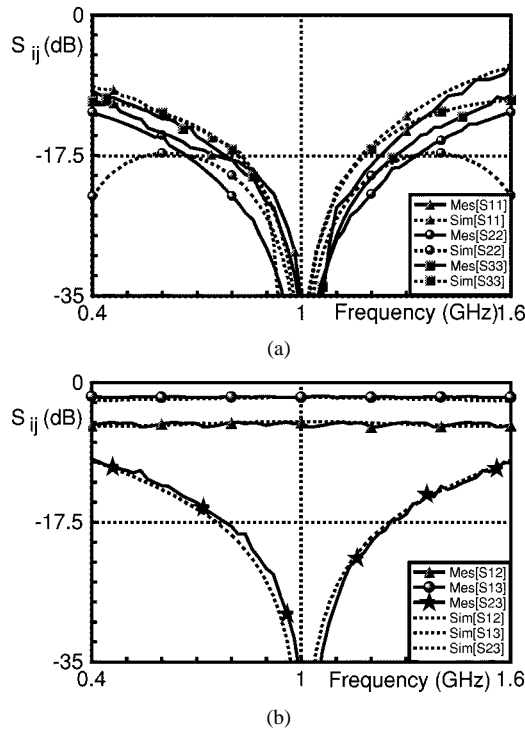 0
S ij (dB)
-17.5
Mes[S11]
Sim[S11]
Mes[S22]
Sim[S22]
Mes[S33]
Sim[S33]
-35
0.4 1 Frequency (GHz) 1.6
(a)
0
S ij (dB)
-17.5
Mes[S12]
Mes[S13]
Mes[S23]
Sim[S12]
Sim[S13]
Sim[S23]
-35
0.4 1 Frequency (GHz) 1.6
(b)